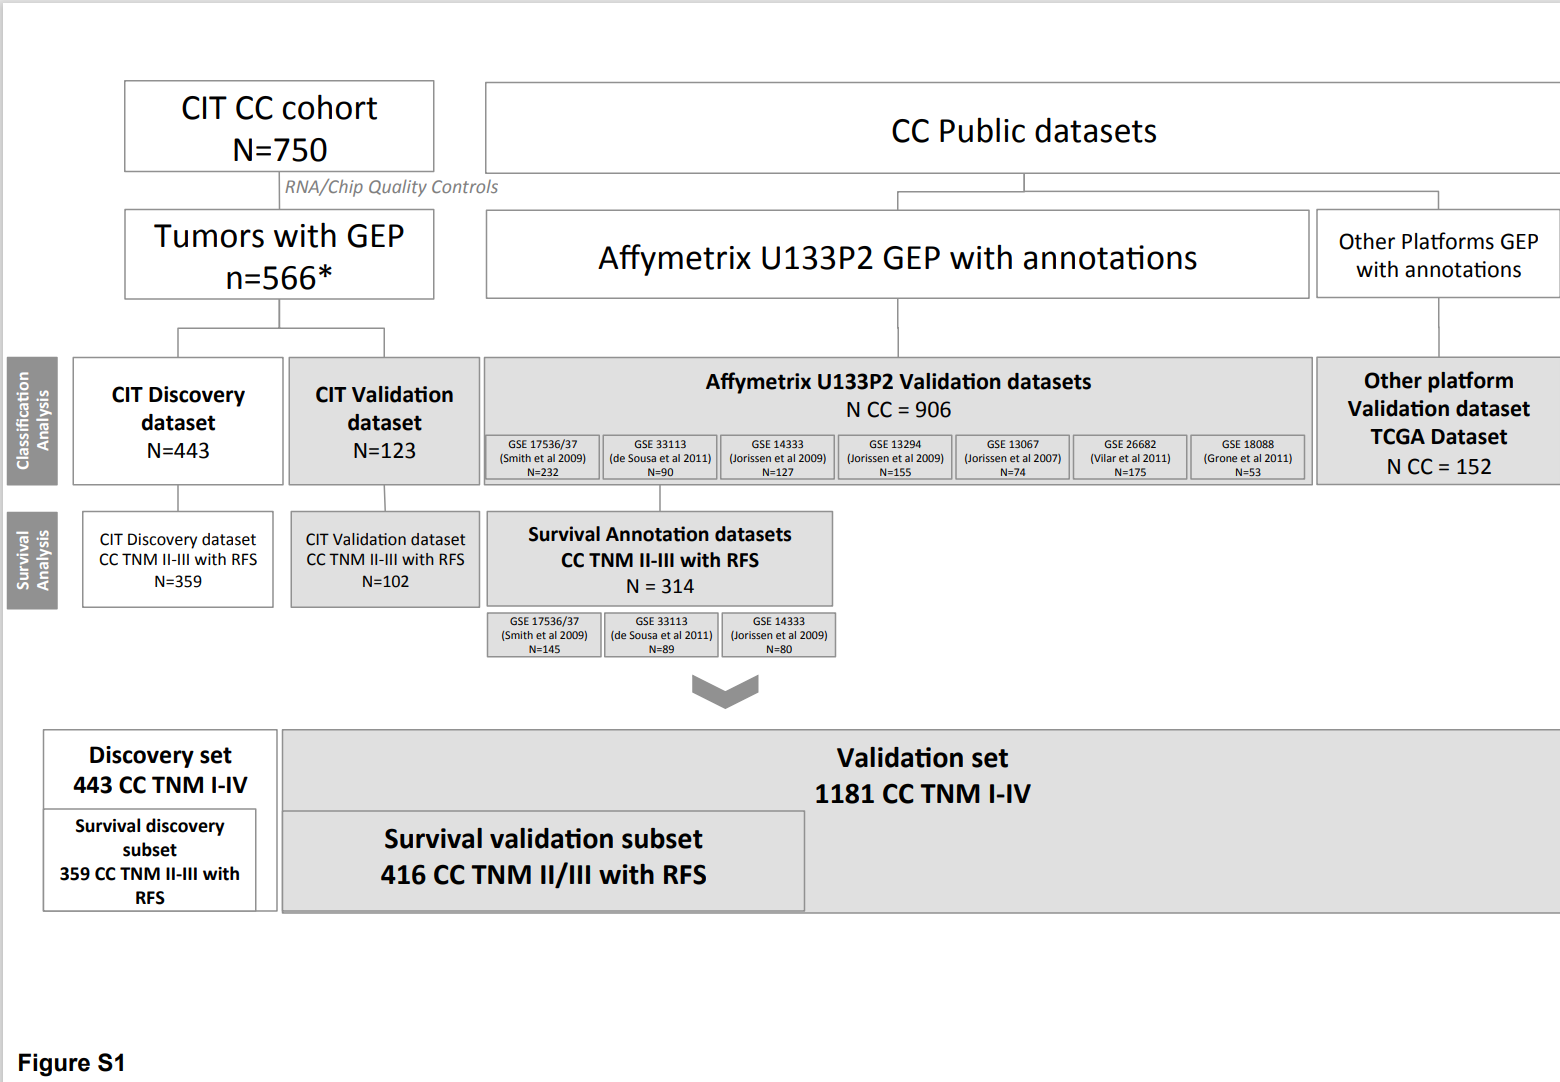 CIT CC cohort
N=750
CC Public datasets
RNA/Chip Quality Controls
Tumors with GEP
n=566*
Affymetrix U133P2 GEP with annotations
Other Platforms GEP
with annotations
Classification
Analysis
CIT Discovery
dataset
N=443
CIT Validation
dataset
N=123
Affymetrix U133P2 Validation datasets
N CC = 906
GSE 17536/37
(Smith et al 2009)
N=232
GSE 33113
(de Sousa et al 2011)
N=90
GSE 14333
(Jorissen et al 2009)
N=127
GSE 13294
(Jorissen et al 2009)
N=155
GSE 13067
(Jorissen et al 2007)
N=74
GSE 26682
(Vilar et al 2011)
N=175
GSE 18088
(Grone et al 2011)
N=53
Other platform
Validation dataset
TCGA Dataset
N CC = 152
Survival
Analysis
CIT Discovery dataset
CC TNM II-III with RFS
N=359
CIT Validation dataset
CC TNM II-III with RFS
N=102
Survival Annotation datasets
CC TNM II-III with RFS
N = 314
GSE 17536/37
(Smith et al 2009)
N=145
GSE 33113
(de Sousa et al 2011)
N=89
GSE 14333
(Jorissen et al 2009)
N=80
Discovery set
443 CC TNM I-IV
Survival discovery
subset
359 CC TNM II-III with
RFS
Validation set
1181 CC TNM I-IV
Survival validation subset
416 CC TNM II/III with RFS
Figure S1